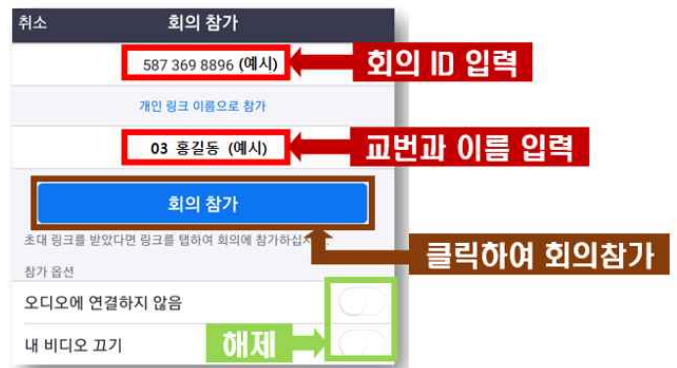 취소 회의 참가
587 369 8896 (예시) 회의 ID 입력
개인 링크 이름으로 참가
03 홍길동 (예시) 교번과 이름 입력
회의 참가
초대 링크를 받았다면 링크를 탭하여 회의에 참가하십
클릭하여 회의참가
참가 옵션
오디오에 연결하지 않음
내 비디오 끄기 해제